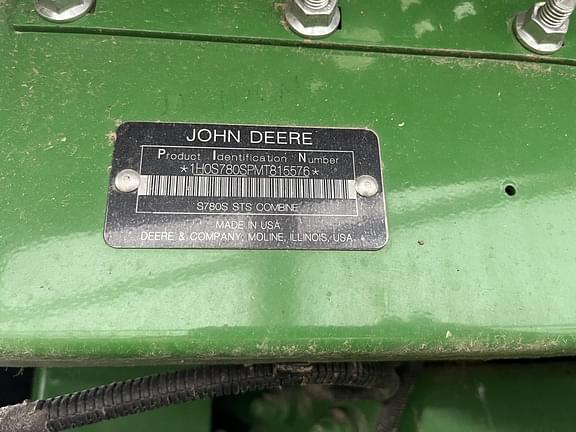 JOHN DEERE
Product Identification Number
*1H0S780SPMT815576*
S780S STS COMBINE
MADE IN USA
DEERE & COMPANY, MOLINE, ILLINOIS, USA